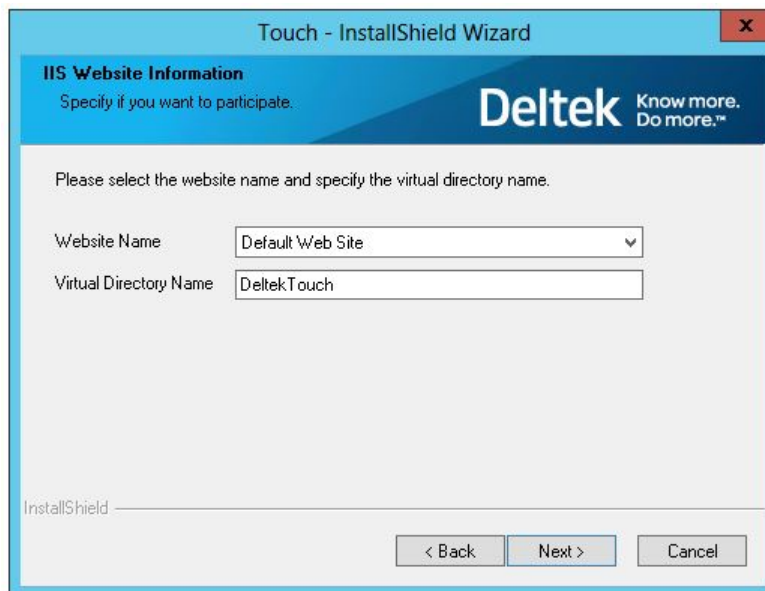 Touch - InstallShield Wizard
x
IIS Website Information
Specify if you want to participate.
Deltek Know more.
Do more.™
Please select the website name and specify the virtual directory name.
Website Name Default Web Site
Virtual Directory Name DeltekTouch
InstallShield
< Back Next > Cancel